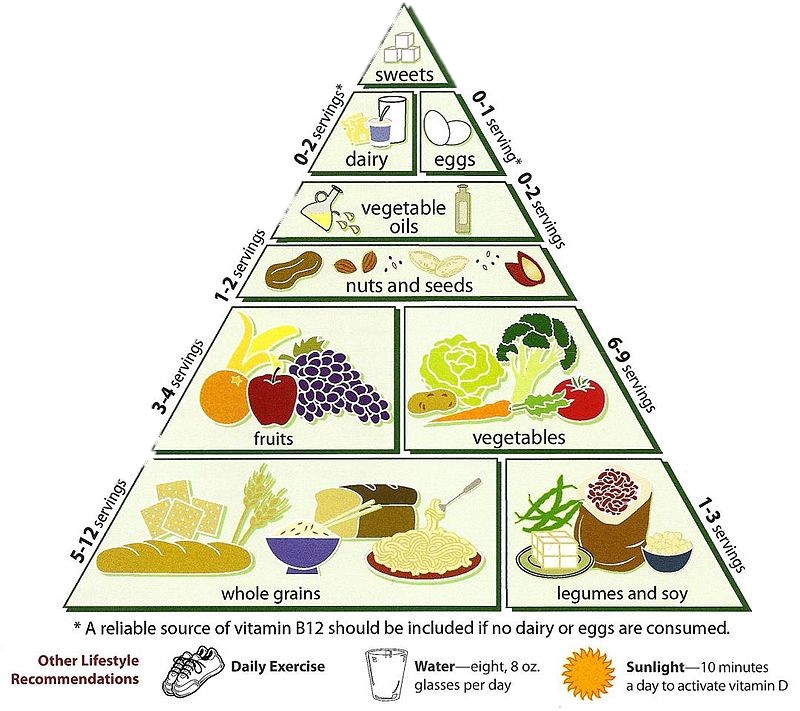 sweets
0-2 servings*
dairy
eggs
0-1 serving*
vegetable
oils
0-2 servings
1-2 servings
nuts and seeds
3-4 servings
fruits
vegetables
6-9 servings
5-12 servings
whole grains
legumes and soy
1-3 servings
* A reliable source of vitamin B12 should be included if no dairy or eggs are consumed.
Other Lifestyle
Recommendations
Daily Exercise
Water—eight, 8 oz.
glasses per day
Sunlight—10 minutes
a day to activate vitamin D